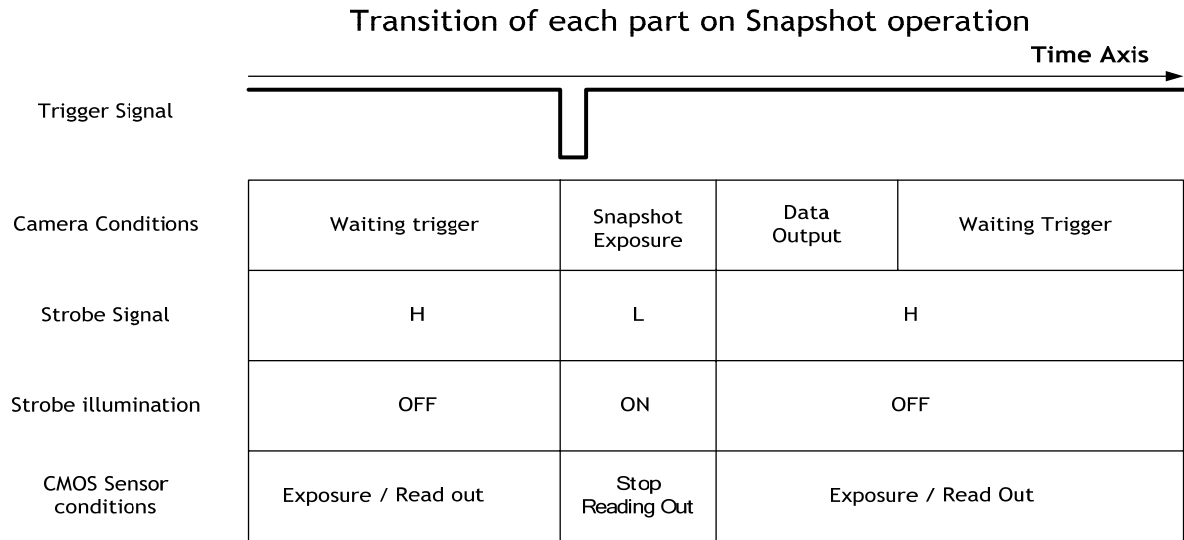 Transition of each part on Snapshot operation
Time Axis
Trigger Signal
Camera Conditions
Waiting trigger
Snapshot
Exposure
Data
Output
Waiting Trigger
Strobe Signal
H
L
H
Strobe illumination
OFF
ON
OFF
CMOS Sensor
conditions
Exposure / Read out
Stop
Reading Out
Exposure / Read Out